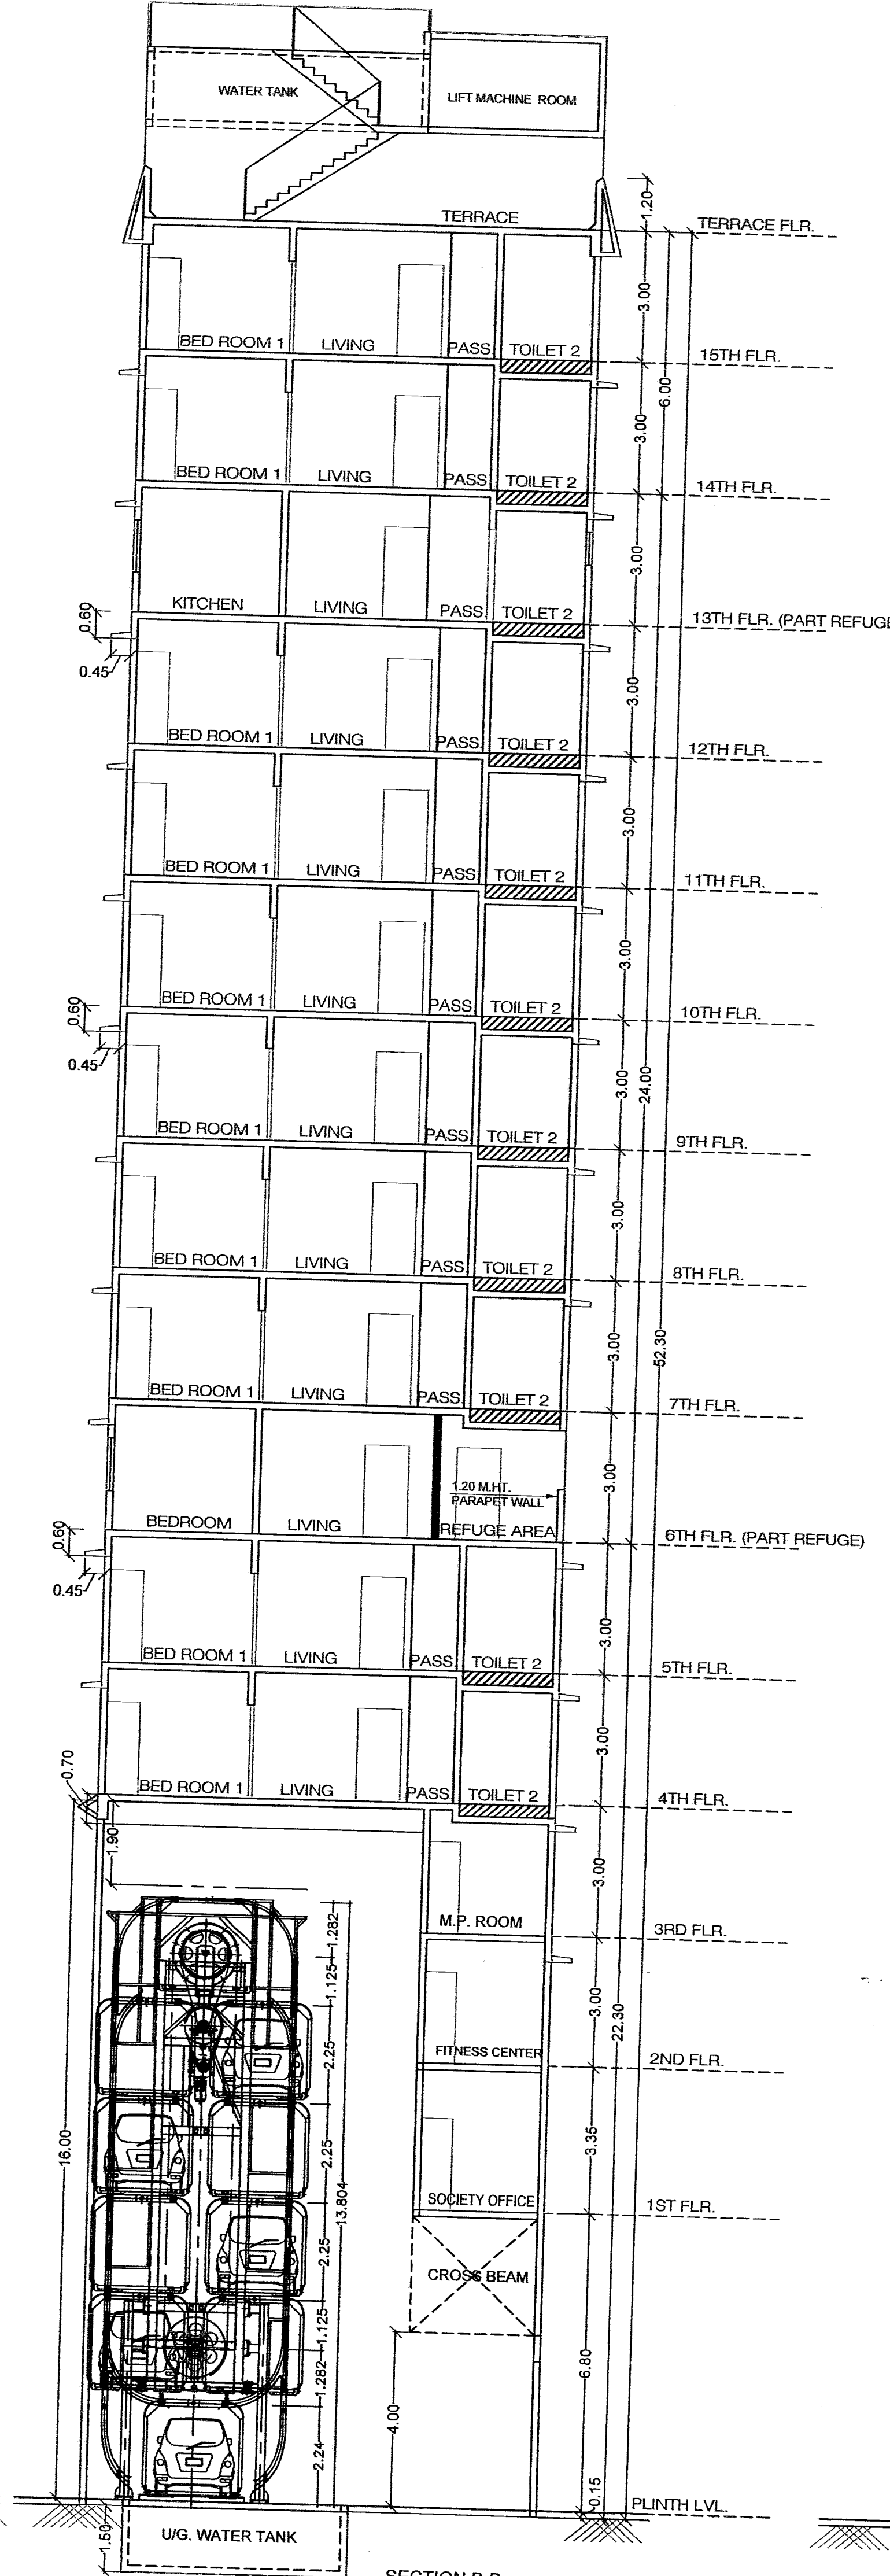 WATER TANK
LIFT MACHINE ROOM
1.20
TERRACE
TERRACE FLR.
3.00
BED ROOM 1 LIVING PASS. TOILET 2
15TH FLR.
6.00
3.00
BED ROOM 1 LIVING PASS. TOILET 2
14TH FLR.
3.00
KITCHEN LIVING PASS. TOILET 2
13TH FLR. (PART REFUGE
0.60
0.45
3.00
BED ROOM 1 LIVING PASS. TOILET 2
12TH FLR.
3.00
BED ROOM 1 LIVING PASS. TOILET 2
11TH FLR.
3.00
BED ROOM 1 LIVING PASS. TOILET 2
10TH FLR.
0.60
0.45
3.00
24.00
BED ROOM 1 LIVING PASS. TOILET 2
9TH FLR.
3.00
BED ROOM 1 LIVING PASS. TOILET 2
8TH FLR.
3.00
52.30
BED ROOM 1 LIVING PASS. TOILET 2
7TH FLR.
3.00
1.20 M.HT.
PARAPET WALL
BEDROOM LIVING REFUGE AREA
6TH FLR. (PART REFUGE)
0.60
0.45
3.00
BED ROOM 1 LIVING PASS. TOILET 2
5TH FLR.
3.00
0.70
BED ROOM 1 LIVING PASS. TOILET 2
4TH FLR.
1.90
3.00
M.P. ROOM
3RD FLR.
1.282
1.125
3.00
22.30
FITNESS CENTER
2ND FLR.
2.25
16.00
2.25
3.35
13.804
SOCIETY OFFICE
1ST FLR.
2.25
CROSS BEAM
1.125
1.282
6.80
4.00
2.24
0.15
PLINTH LVL.
1.50
U/G. WATER TANK